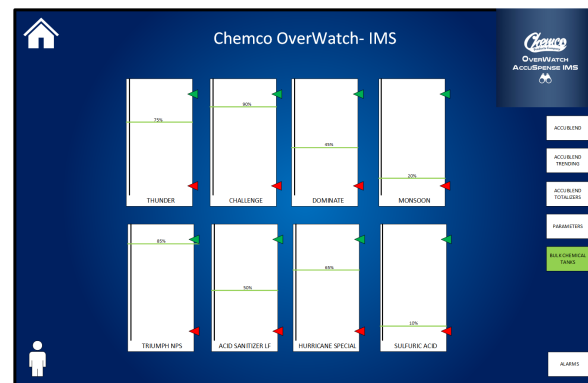 Chemco OverWatch- IMS
Chemco
OVERWATCH
ACCUSPENSE IMS
75%
90%
45%
20%
THUNDER
CHALLENGE
DOMINATE
MONSOON
85%
50%
65%
10%
TRIUMPH NPS
ACID SANITIZER LF
HURRICANE SPECIAL
SULFURIC ACID
ACCUBLEND
ACCUBLEND
TRENDING
ACCUBLEND
TOTALIZERS
PARAMETERS
BULK CHEMICAL
TANKS
ALARMS